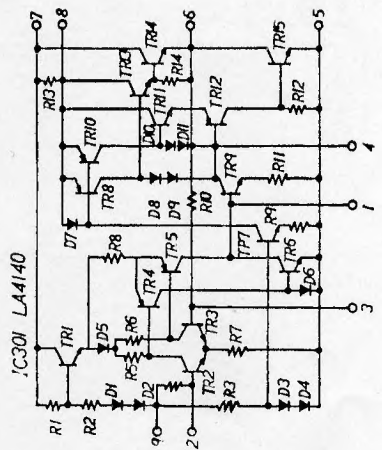 IC301 LA4140
R1
R2
D1
D2
9
2
R3
D3
D4
TR1
D5
R5
R6
TR2
TR3
R7
3
TR4
R8
TR5
TP7
TR6
D6
R9
1
D7
TR8
TR10
D8
D9
R10
TR9
R11
4
R13
TR13
TR11
D10
D11
TR12
R12
TR14
R14
TR15
7
8
6
5